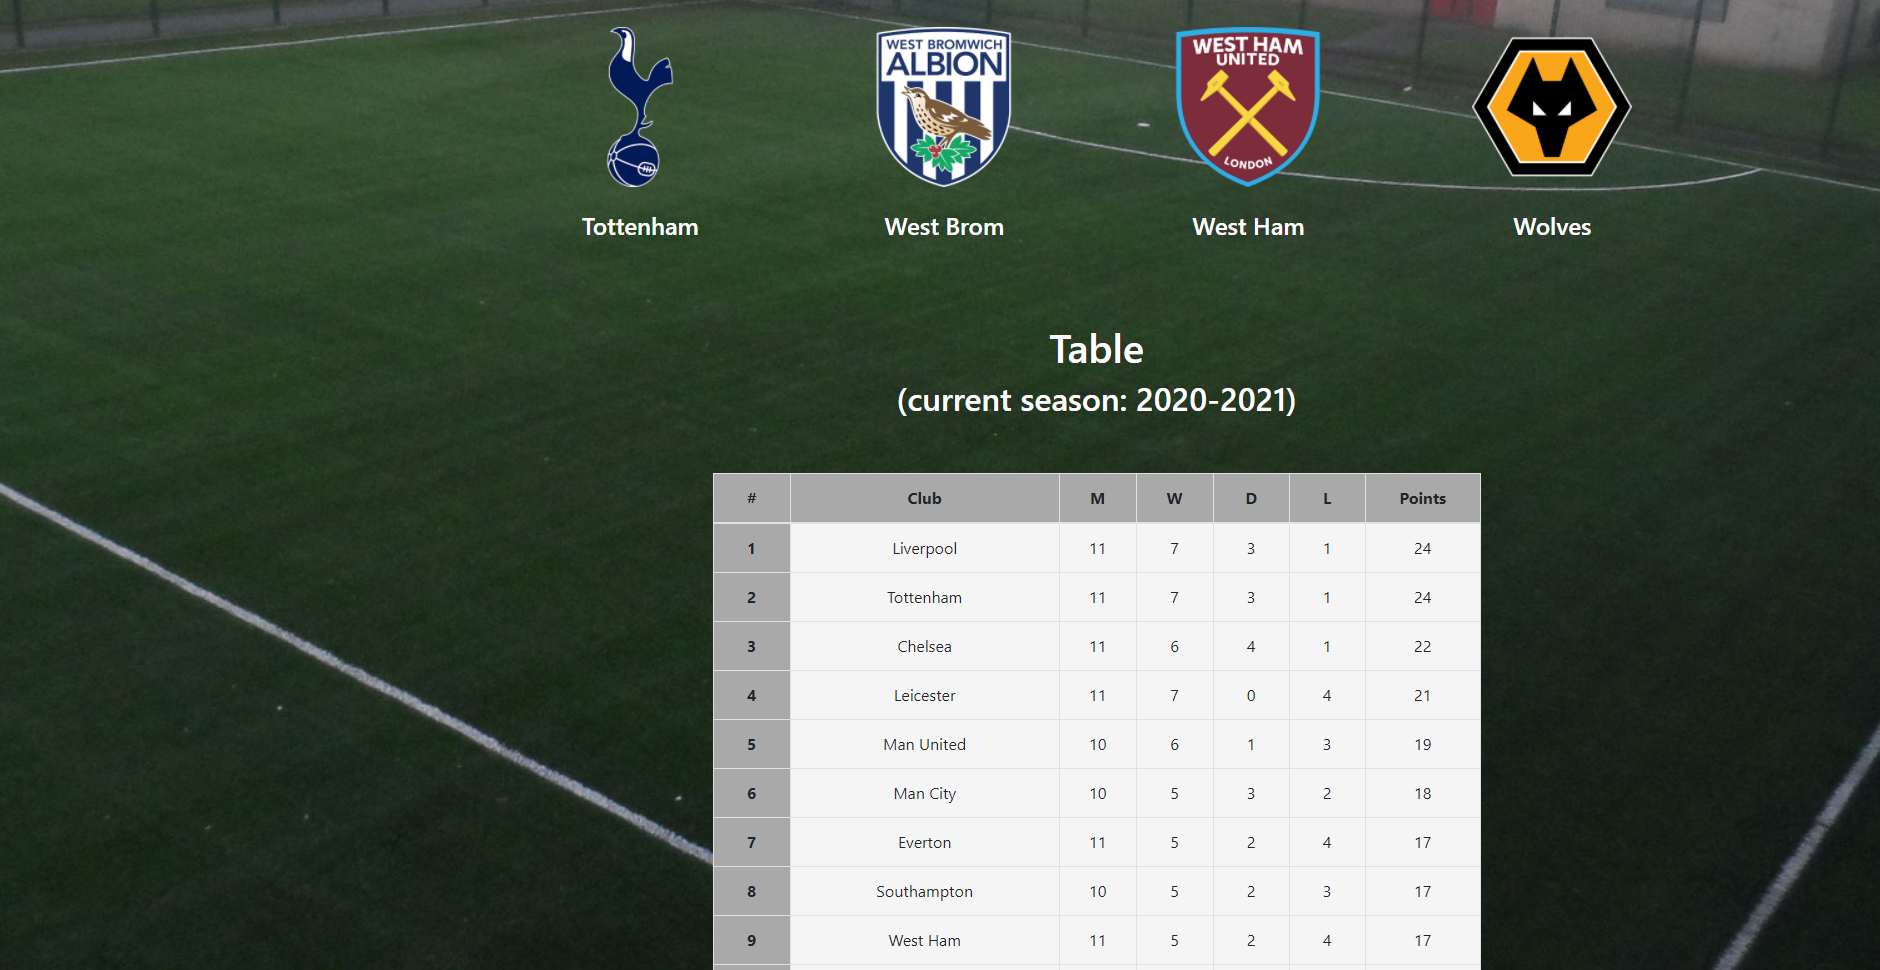 WEST BROMWICH
ALBION
WEST HAM
UNITED
LONDON
Tottenham West Brom West Ham Wolves
Table
(current season: 2020-2021)
# Club M W D L Points
1 Liverpool 11 7 3 1 24
2 Tottenham 11 7 3 1 24
3 Chelsea 11 6 4 1 22
4 Leicester 11 7 0 4 21
5 Man United 10 6 1 3 19
6 Man City 10 5 3 2 18
7 Everton 11 5 2 4 17
8 Southampton 10 5 2 3 17
9 West Ham 11 5 2 4 17